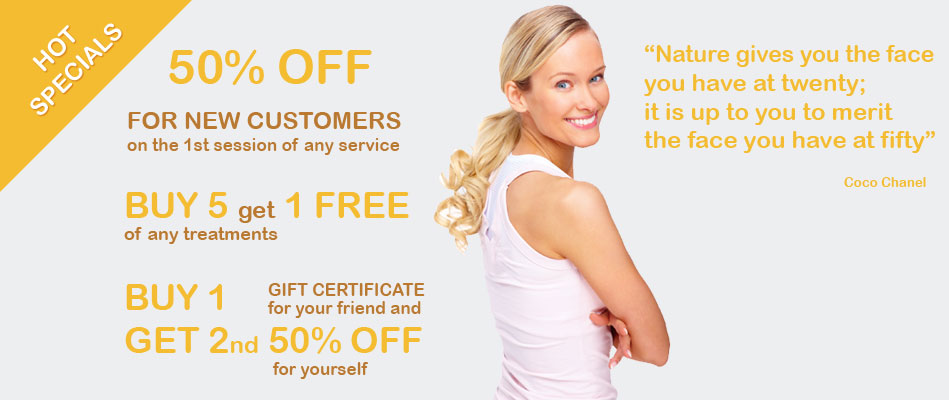 HOT
SPECIALS
50% OFF
FOR NEW CUSTOMERS
on the 1st session of any service
BUY 5 get 1 FREE
of any treatments
BUY 1 GIFT CERTIFICATE
for your friend and
GET 2nd 50% OFF
for yourself
“Nature gives you the face
you have at twenty;
it is up to you to merit
the face you have at fifty”
Coco Chanel